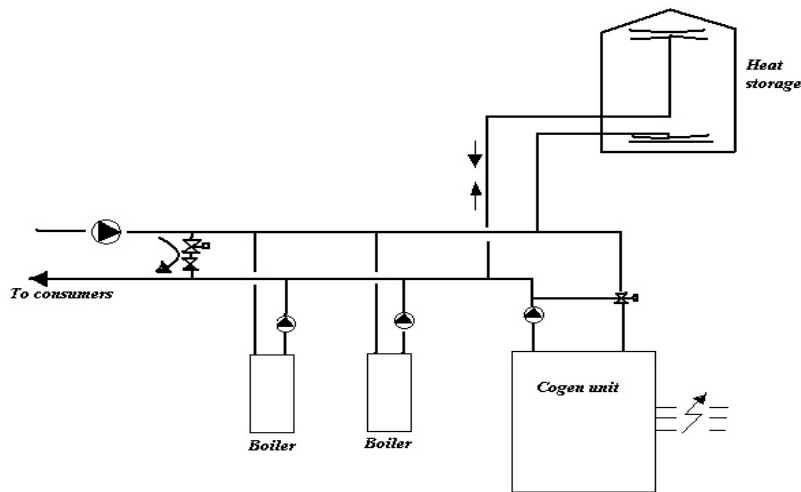 Heat
storage
To consumers
Cogen unit
Boiler
Boiler